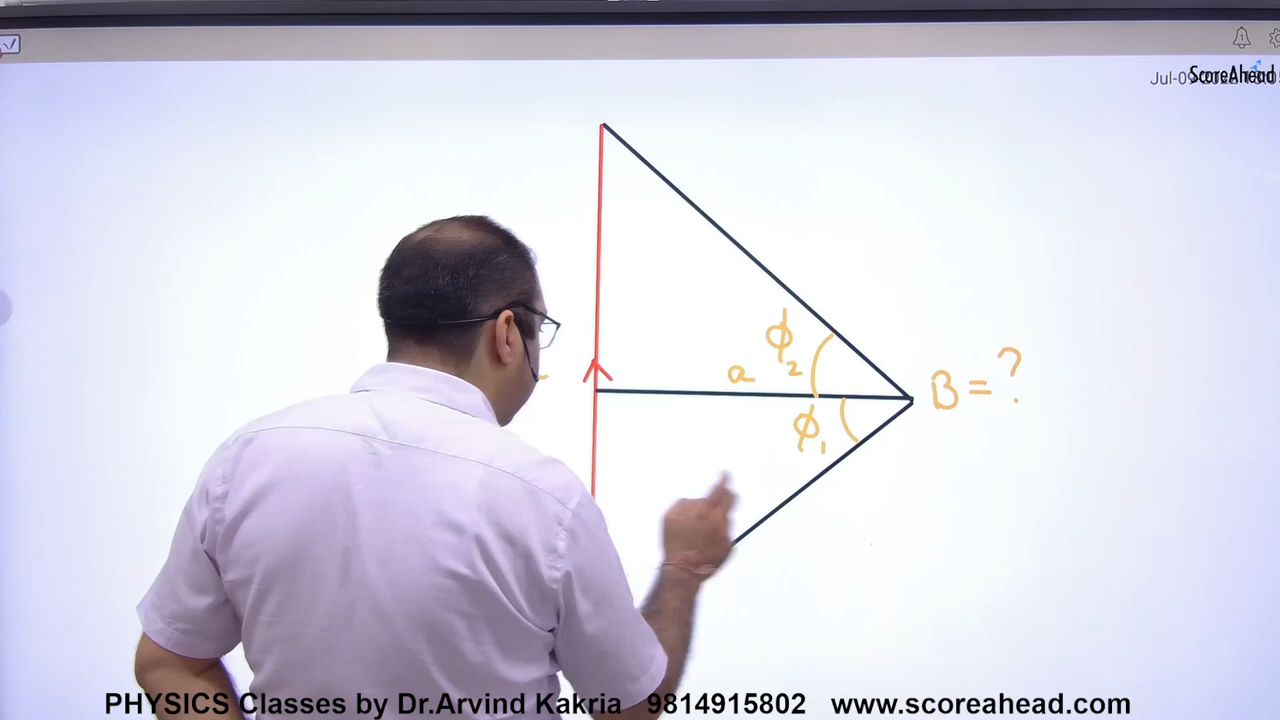 ScoreAhead
ϕ2
a
B = ?
ϕ1
PHYSICS Classes by Dr.Arvind Kakria 9814915802 www.scoreahead.com